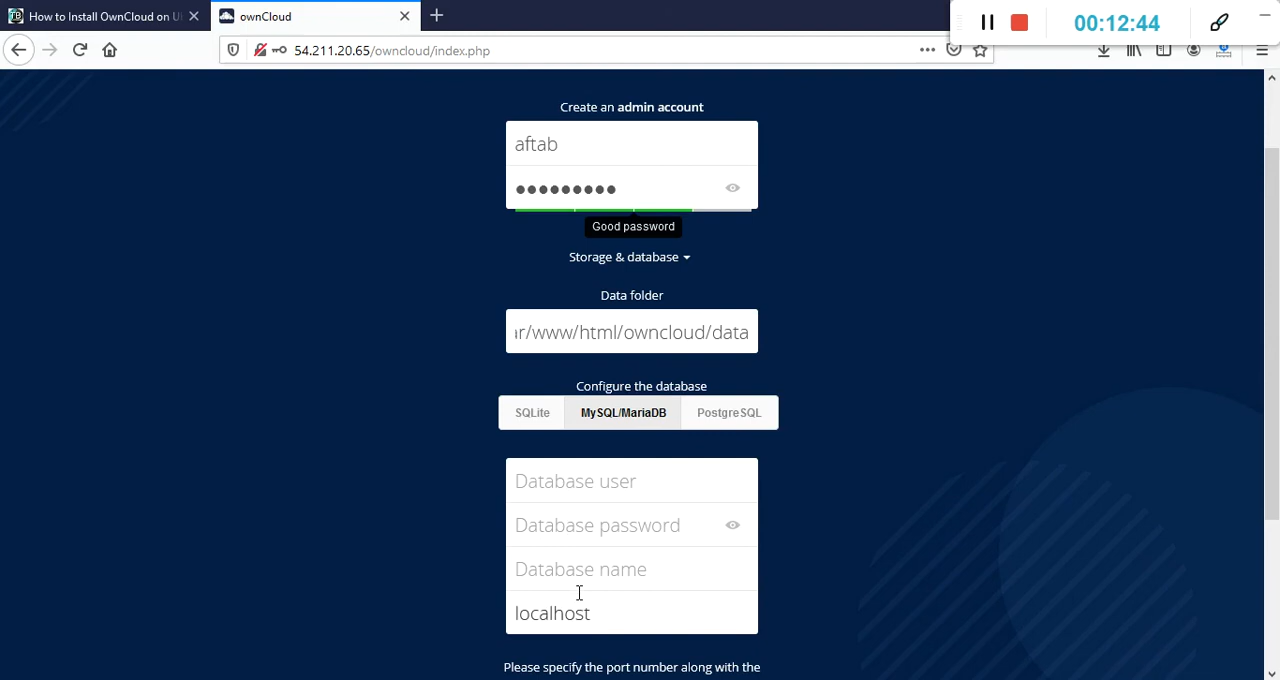 How to Install OwnCloud on U
ownCloud
00:12:44
54.211.20.65/owncloud/index.php
Create an admin account
aftab
●●●●●●●●●
Good password
Storage & database
Data folder
ar/www/html/owncloud/data
Configure the database
SQLite
MySQL/MariaDB
PostgreSQL
Database user
Database password
Database name
localhost
Please specify the port number along with the